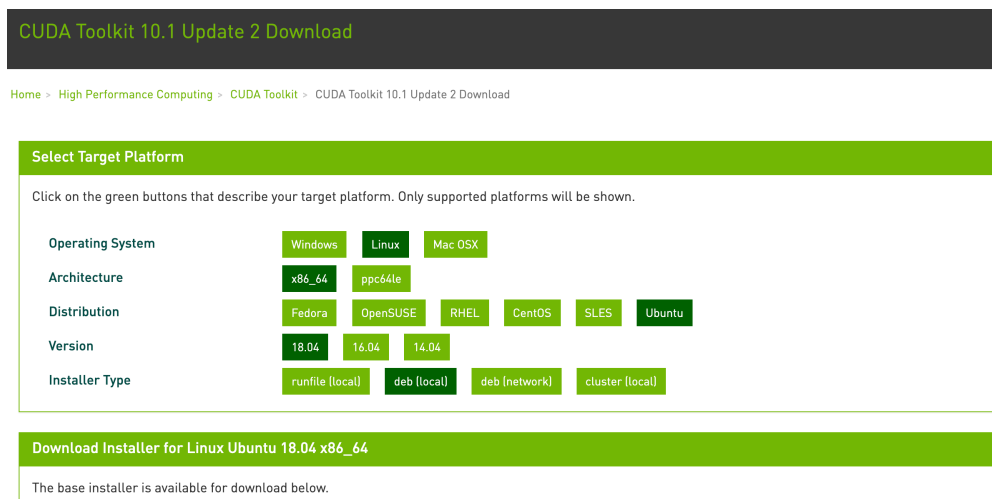 CUDA Toolkit 10.1 Update 2 Download
Home > High Performance Computing > CUDA Toolkit > CUDA Toolkit 10.1 Update 2 Download
Select Target Platform
Click on the green buttons that describe your target platform. Only supported platforms will be shown.
Operating System Windows Linux Mac OSX
Architecture x86_64 ppc64le
Distribution Fedora OpenSUSE RHEL CentOS SLES Ubuntu
Version 18.04 16.04 14.04
Installer Type runfile (local) deb (local) deb (network) cluster (local)
Download Installer for Linux Ubuntu 18.04 x86_64
The base installer is available for download below.